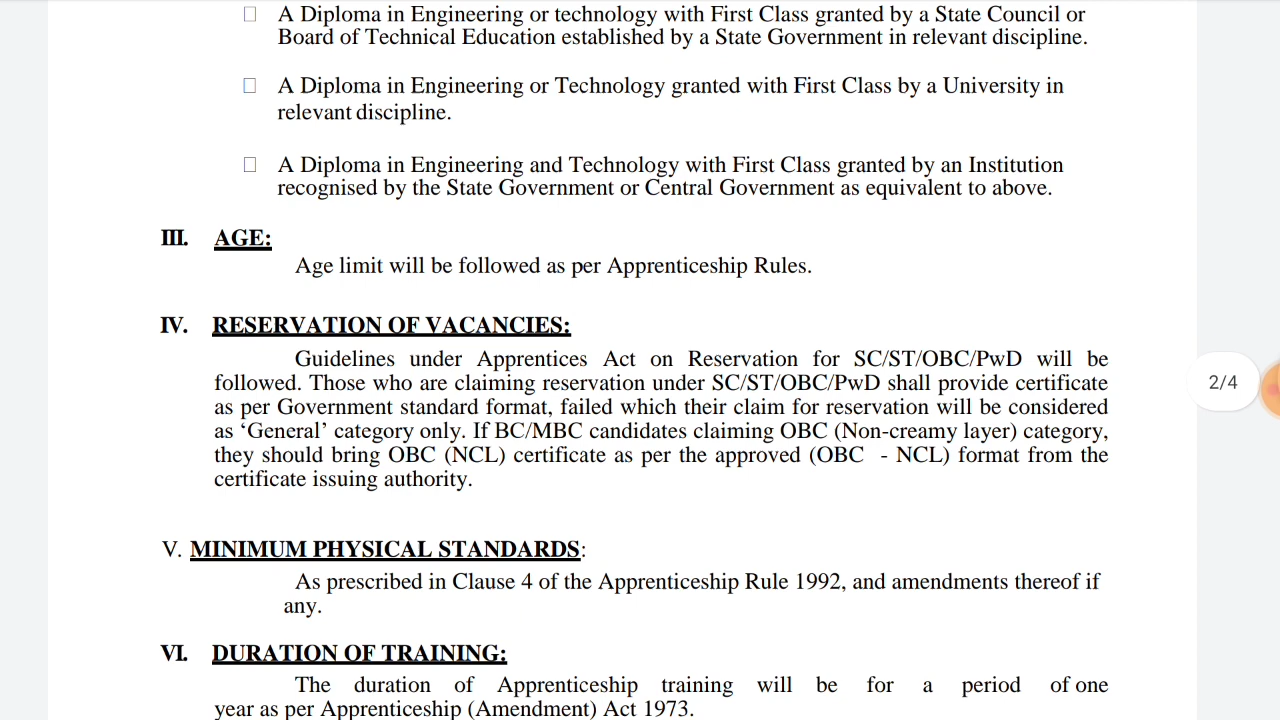 A Diploma in Engineering or technology with First Class granted by a State Council or
Board of Technical Education established by a State Government in relevant discipline.
A Diploma in Engineering or Technology granted with First Class by a University in
relevant discipline.
A Diploma in Engineering and Technology with First Class granted by an Institution
recognised by the State Government or Central Government as equivalent to above.
III. AGE:
Age limit will be followed as per Apprenticeship Rules.
IV. RESERVATION OF VACANCIES:
Guidelines under Apprentices Act on Reservation for SC/ST/OBC/PwD will be
followed. Those who are claiming reservation under SC/ST/OBC/PwD shall provide certificate
as per Government standard format, failed which their claim for reservation will be considered
as ‘General’ category only. If BC/MBC candidates claiming OBC (Non-creamy layer) category,
they should bring OBC (NCL) certificate as per the approved (OBC - NCL) format from the
certificate issuing authority.
2/4
V. MINIMUM PHYSICAL STANDARDS:
As prescribed in Clause 4 of the Apprenticeship Rule 1992, and amendments thereof if
any.
VI. DURATION OF TRAINING:
The duration of Apprenticeship training will be for a period of one
year as per Apprenticeship (Amendment) Act 1973.